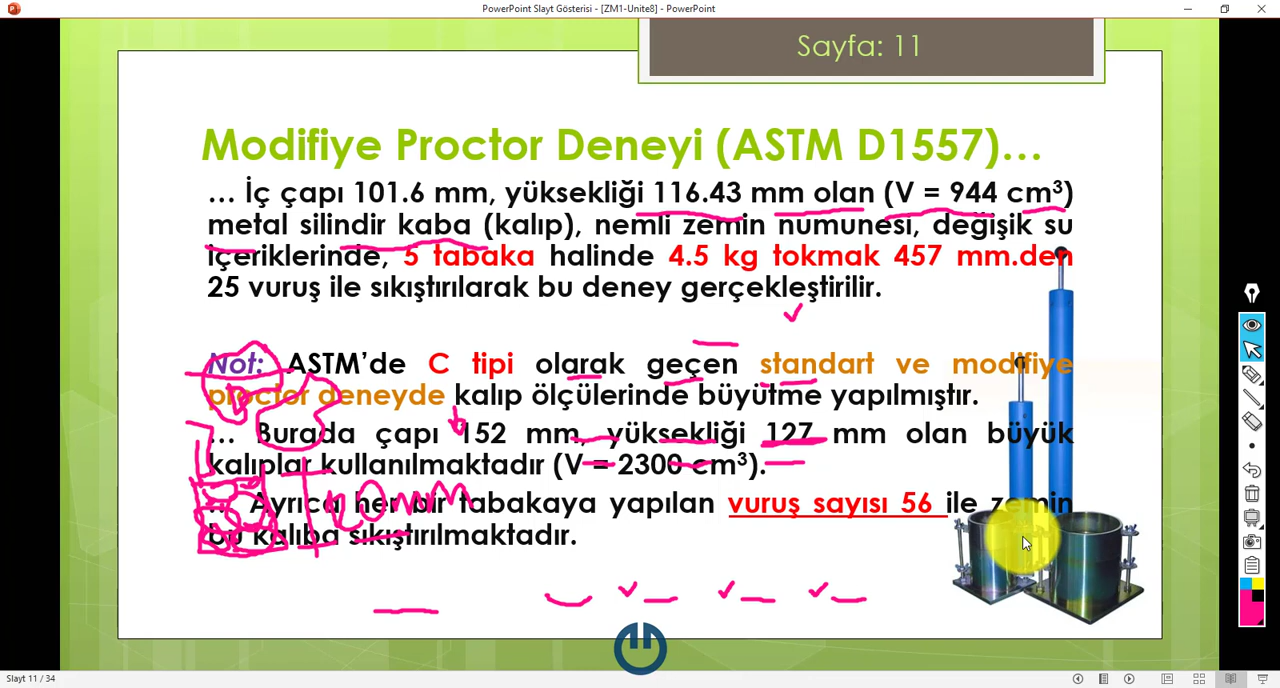 PowerPoint Slayt Gösterisi - [ZM1-Unite8] - PowerPoint
Sayfa: 11
Modifiye Proctor Deneyi (ASTM D1557)…
… İç çapı 101.6 mm, yüksekliği 116.43 mm olan (V = 944 cm³)
metal silindir kaba (kalıp), nemli zemin numunesi, değişik su
içeriklerinde, 5 tabaka halinde 4.5 kg tokmak 457 mm.den
25 vuruş ile sıkıştırılarak bu deney gerçekleştirilir.
Not: ASTM’de C tipi olarak geçen standart ve modifiye
proctor deneyde kalıp ölçülerinde büyütme yapılmıştır.
… Burada çapı 152 mm, yüksekliği 127 mm olan büyük
kalıplar kullanılmaktadır (V = 2300 cm³).
… Ayrıca her bir tabakaya yapılan vuruş sayısı 56 ile zemin
bu kalıba sıkıştırılmaktadır.
Slayt 11 / 34